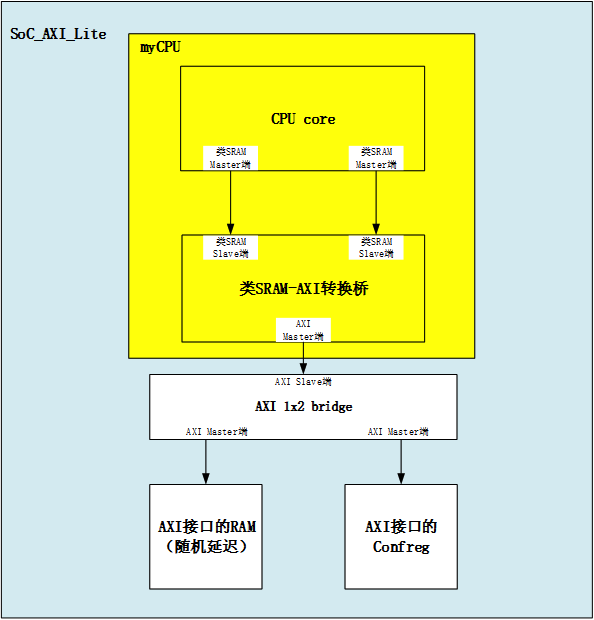 SoC_AXI_Lite
myCPU
CPU core
类SRAM
Master端
类SRAM
Master端
类SRAM
Slave端
类SRAM
Slave端
类SRAM-AXI转换桥
AXI
Master端
AXI Slave端
AXI 1x2 bridge
AXI Master端
AXI Master端
AXI接口的RAM
（随机延迟）
AXI接口的
Confreg